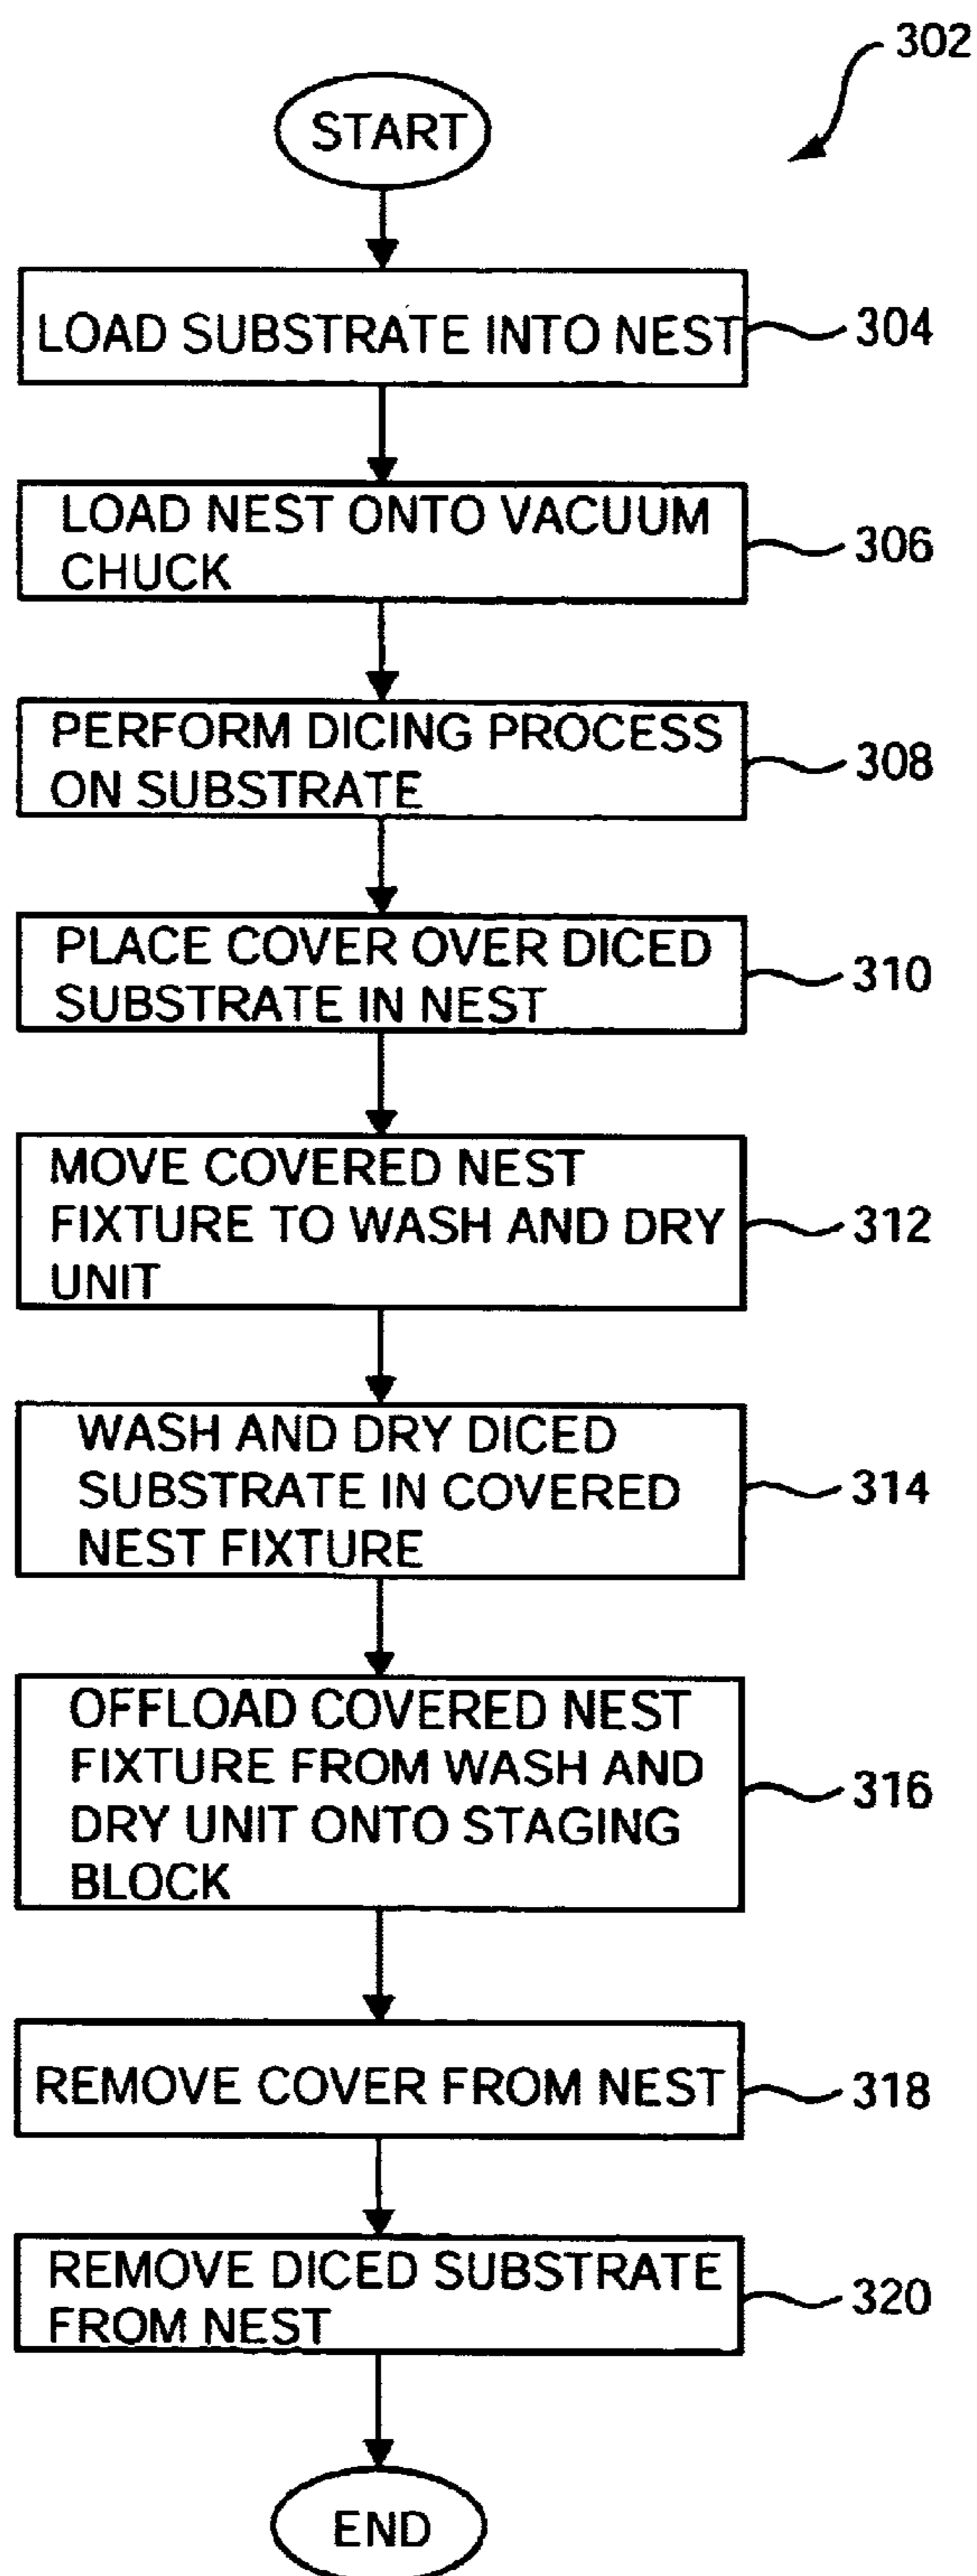 302
START
LOAD SUBSTRATE INTO NEST
304
LOAD NEST ONTO VACUUM
CHUCK
306
PERFORM DICING PROCESS
ON SUBSTRATE
308
PLACE COVER OVER DICED
SUBSTRATE IN NEST
310
MOVE COVERED NEST
FIXTURE TO WASH AND DRY
UNIT
312
WASH AND DRY DICED
SUBSTRATE IN COVERED
NEST FIXTURE
314
OFFLOAD COVERED NEST
FIXTURE FROM WASH AND
DRY UNIT ONTO STAGING
BLOCK
316
REMOVE COVER FROM NEST
318
REMOVE DICED SUBSTRATE
FROM NEST
320
END